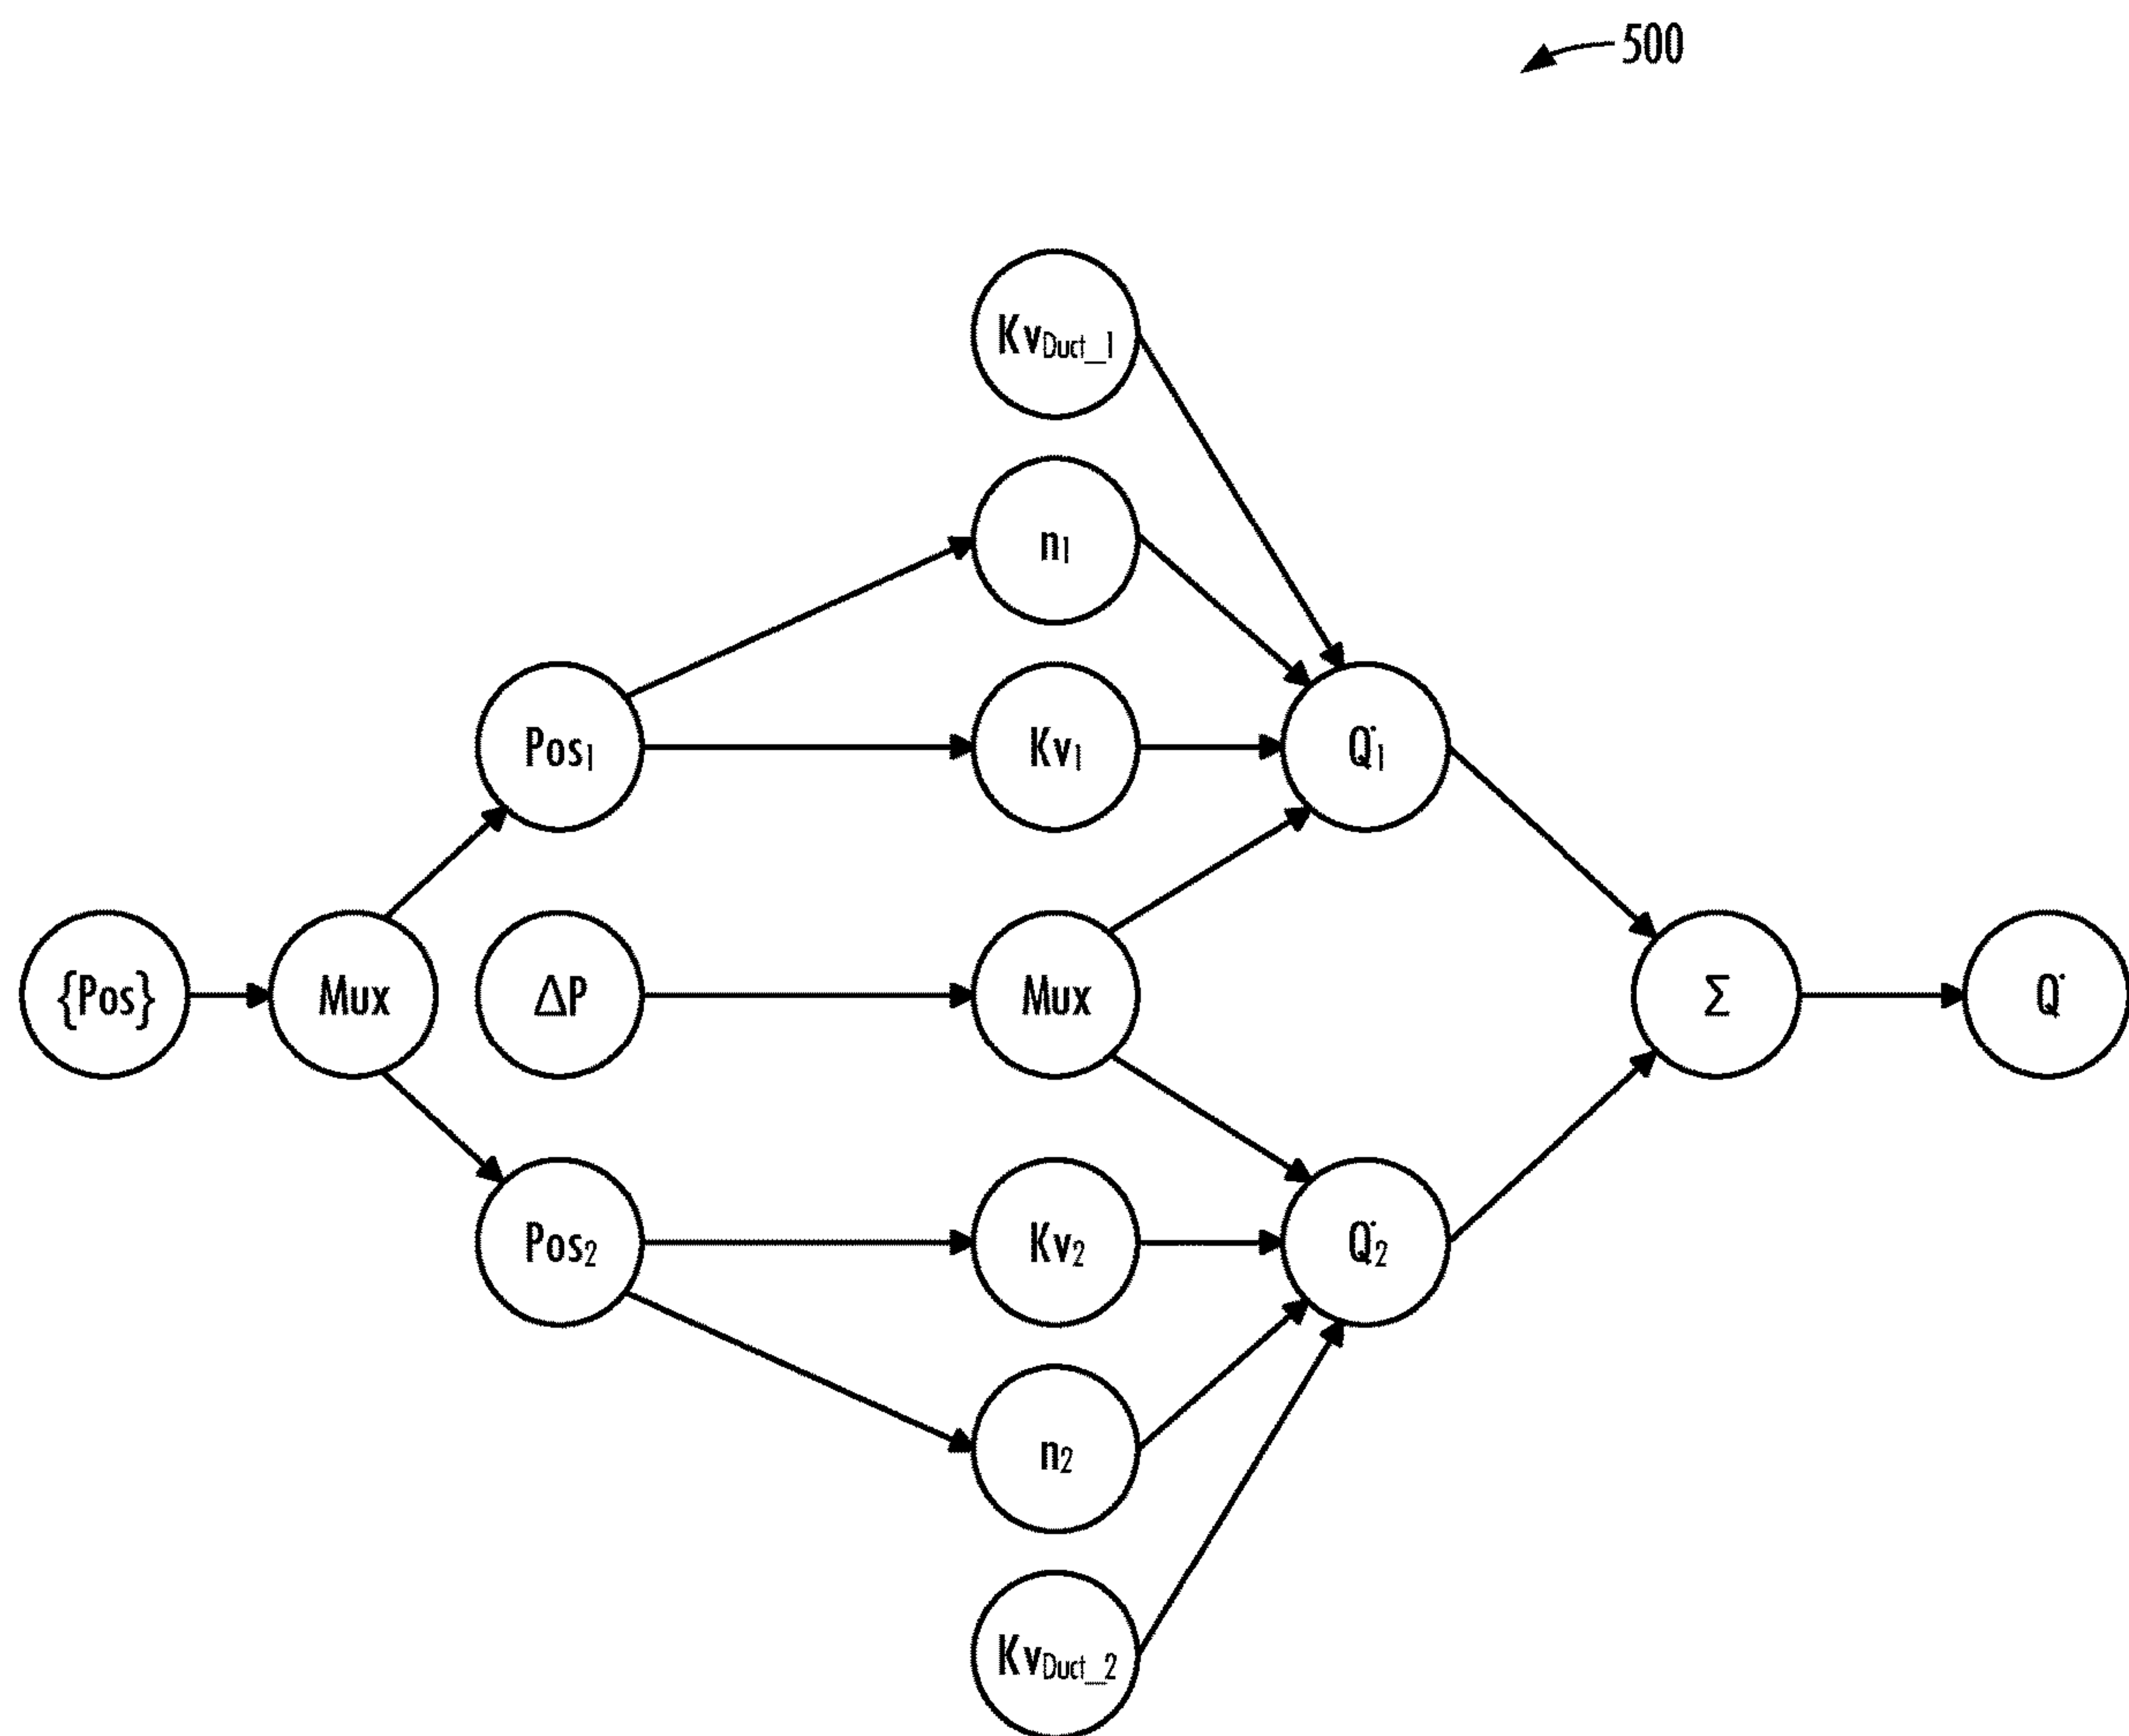 500
Kv_Duct_1
n₁
Pos₁
Kv₁
Q̇₁
{Pos}
Mux
ΔP
Mux
Σ
Q̇
Pos₂
Kv₂
Q̇₂
n₂
Kv_Duct_2